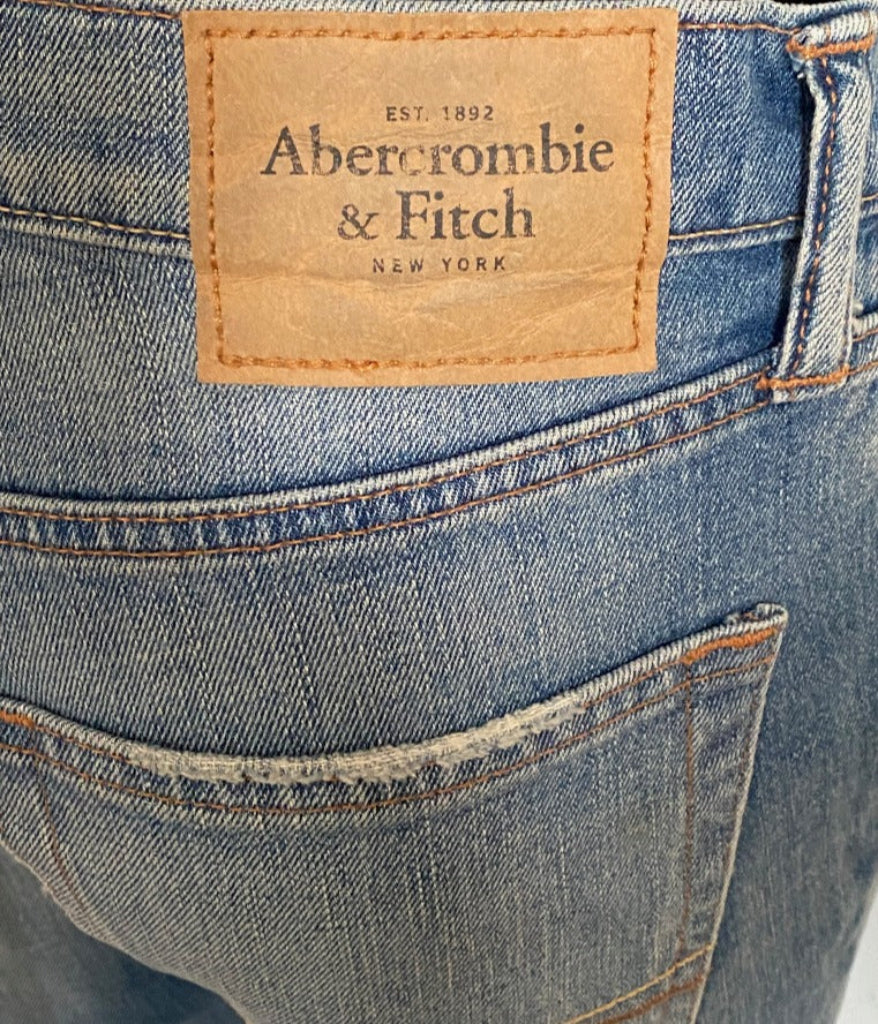 EST. 1892
Abercrombie
& Fitch
NEW YORK